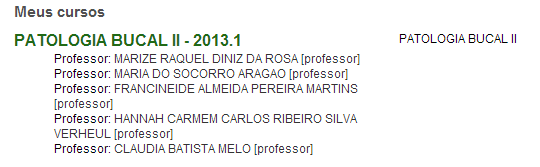 Meus cursos
PATOLOGIA BUCAL II - 2013.1
PATOLOGIA BUCAL II
Professor: MARIZE RAQUEL DINIZ DA ROSA [professor]
Professor: MARIA DO SOCORRO ARAGAO [professor]
Professor: FRANCINEIDE ALMEIDA PEREIRA MARTINS
[professor]
Professor: HANNAH CARMEM CARLOS RIBEIRO SILVA
VERHEUL [professor]
Professor: CLAUDIA BATISTA MELO [professor]